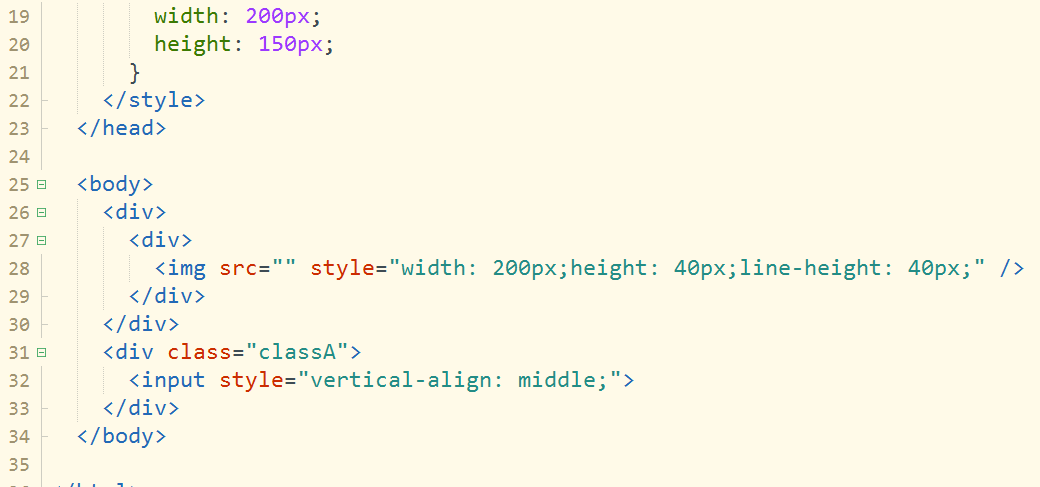 19 width: 200px;
20 height: 150px;
21 }
22 </style>
23 </head>
24
25 <body>
26 <div>
27 <div>
28 <img src="" style="width: 200px;height: 40px;line-height: 40px;" />
29 </div>
30 </div>
31 <div class="classA">
32 <input style="vertical-align: middle;">
33 </div>
34 </body>
35